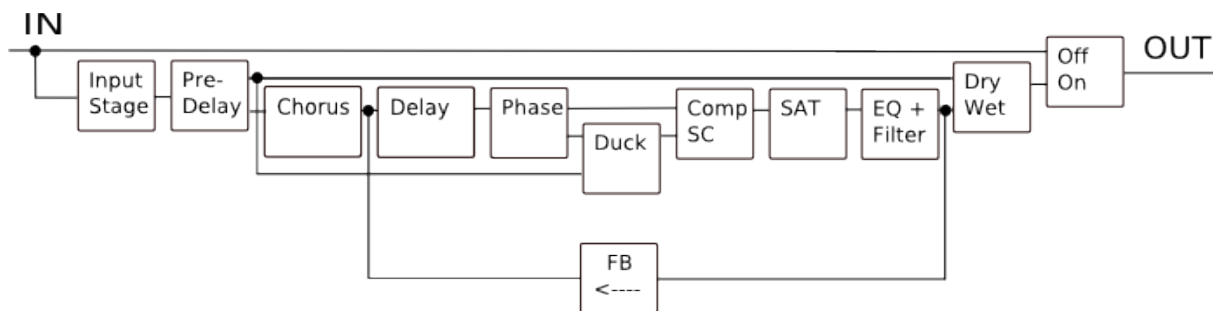 IN
OUT
Off
On
Input
Stage
Pre-
Delay
Chorus
Delay
Phase
Duck
Comp
SC
SAT
EQ +
Filter
Dry
Wet
FB
<----